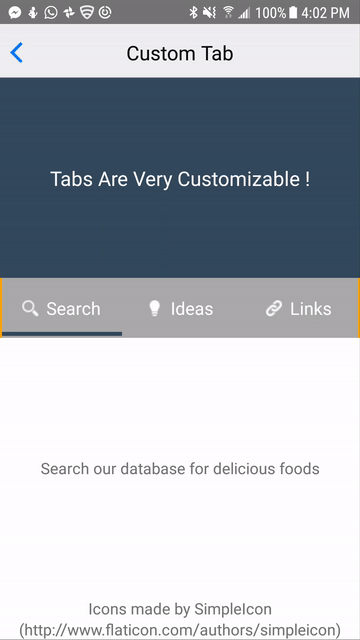 100% 4:02 PM
Custom Tab
Tabs Are Very Customizable !
Search Ideas Links
Search our database for delicious foods
Icons made by SimpleIcon
(http://www.flaticon.com/authors/simpleicon)